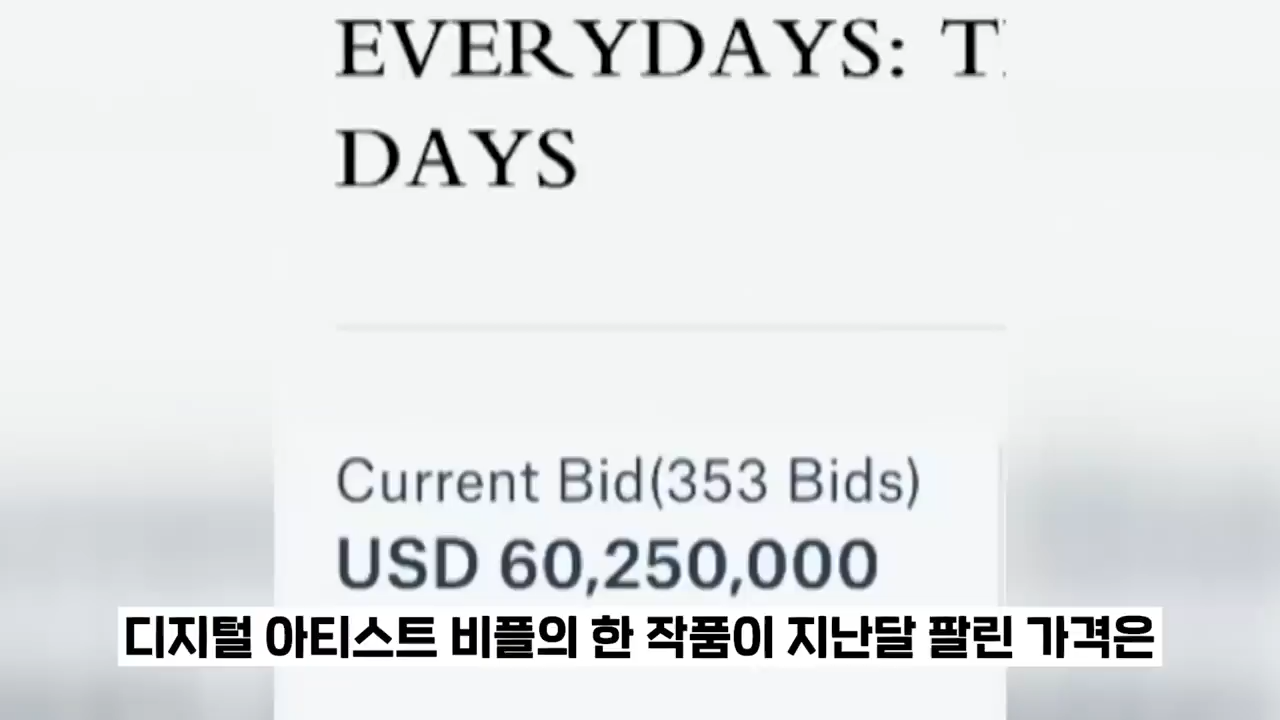 EVERYDAYS:
DAYS
Current Bid(353 Bids)
USD 60,250,000
디지털 아티스트 비플의 한 작품이 지난달 팔린 가격은